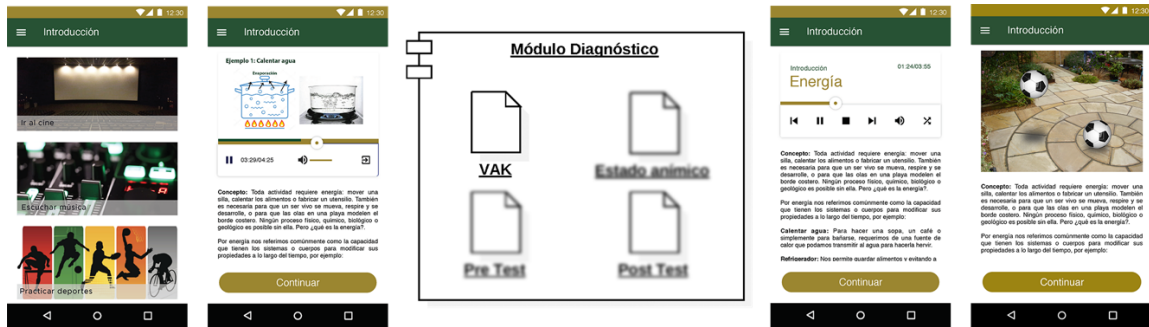 12:30
Introducción
Ir al cine
Escuchar música
Practicar deportes
12:30
Introducción
Ejemplo 1: Calentar agua
Evaporación
03:29/04:25
Concepto: Toda actividad requiere energía: mover una
silla, calentar los alimentos o fabricar un utensilio. También
es necesaria para que un ser vivo se mueva, respire y se
desarrolle, o para que las olas en una playa modelen el
borde costero. Ningún proceso físico, químico, biológico o
geológico es posible sin ella. Pero ¿qué es la energía?.
Por energía nos referimos comúnmente como la capacidad
que tienen los sistemas o cuerpos para modificar sus
propiedades a lo largo del tiempo, por ejemplo:
Continuar
Módulo Diagnóstico
VAK
Estado anímico
Pre Test
Post Test
12:30
Introducción
Introducción
01:24/03:55
Energía
Concepto: Toda actividad requiere energía: mover una
silla, calentar los alimentos o fabricar un utensilio. También
es necesaria para que un ser vivo se mueva, respire y se
desarrolle, o para que las olas en una playa modelen el
borde costero. Ningún proceso físico, químico, biológico o
geológico es posible sin ella. Pero ¿qué es la energía?.
Por energía nos referimos comúnmente como la capacidad
que tienen los sistemas o cuerpos para modificar sus
propiedades a lo largo del tiempo, por ejemplo:
Calentar agua: Para hacer una sopa, un café o
simplemente para bañarse, requerimos de una fuente de
calor que podamos transmitir al agua para hacerla hervir.
Refrigerador: Nos permite guardar alimentos y evitando a
Continuar
12:30
Introducción
Concepto: Toda actividad requiere energía: mover una
silla, calentar los alimentos o fabricar un utensilio. También
es necesaria para que un ser vivo se mueva, respire y se
desarrolle, o para que las olas en una playa modelen el
borde costero. Ningún proceso físico, químico, biológico o
geológico es posible sin ella. Pero ¿qué es la energía?.
Por energía nos referimos comúnmente como la capacidad
que tienen los sistemas o cuerpos para modificar sus
propiedades a lo largo del tiempo, por ejemplo:
Continuar